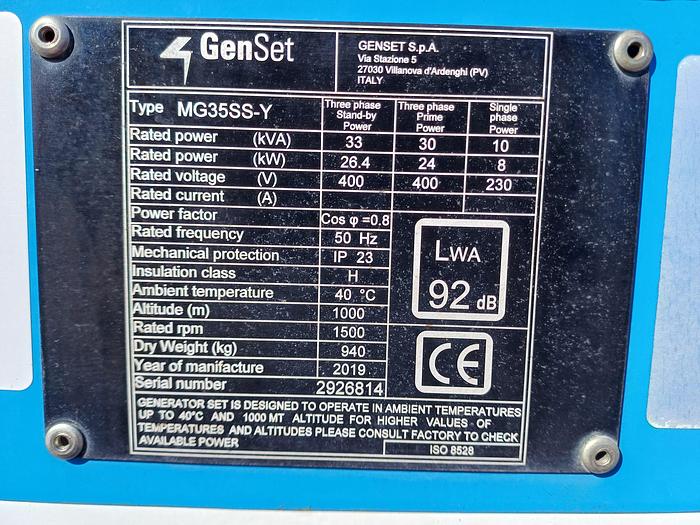 GenSet
GENSET S.p.A.
Via Stazione 5
27030 Villanova d'Ardenghi (PV)
ITALY
Type MG35SS-Y
Three phase Stand-by Power
Three phase Prime Power
Single phase Power
Rated power (kVA) 33 30 10
Rated power (kW) 26.4 24 8
Rated voltage (V) 400 400 230
Rated current (A)
Power factor Cos φ =0.8
Rated frequency 50 Hz
Mechanical protection IP 23
Insulation class H
Ambient temperature 40 °C
Altitude (m) 1000
Rated rpm 1500
Dry Weight (kg) 940
Year of manifacture 2019
Serial number 2926814
LWA
92 dB
CE
GENERATOR SET IS DESIGNED TO OPERATE IN AMBIENT TEMPERATURES
UP TO 40°C AND 1000 MT ALTITUDE FOR HIGHER VALUES OF
TEMPERATURES AND ALTITUDES PLEASE CONSULT FACTORY TO CHECK
AVAILABLE POWER
ISO 8528